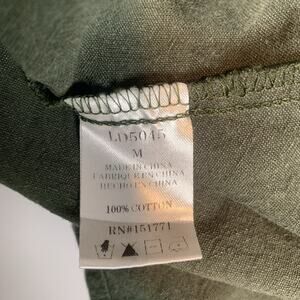 LD5045
M
MADE IN CHINA
FABRIQUE EN CHINA
HECHO EN CHINA
100% COTTON
RN#151771